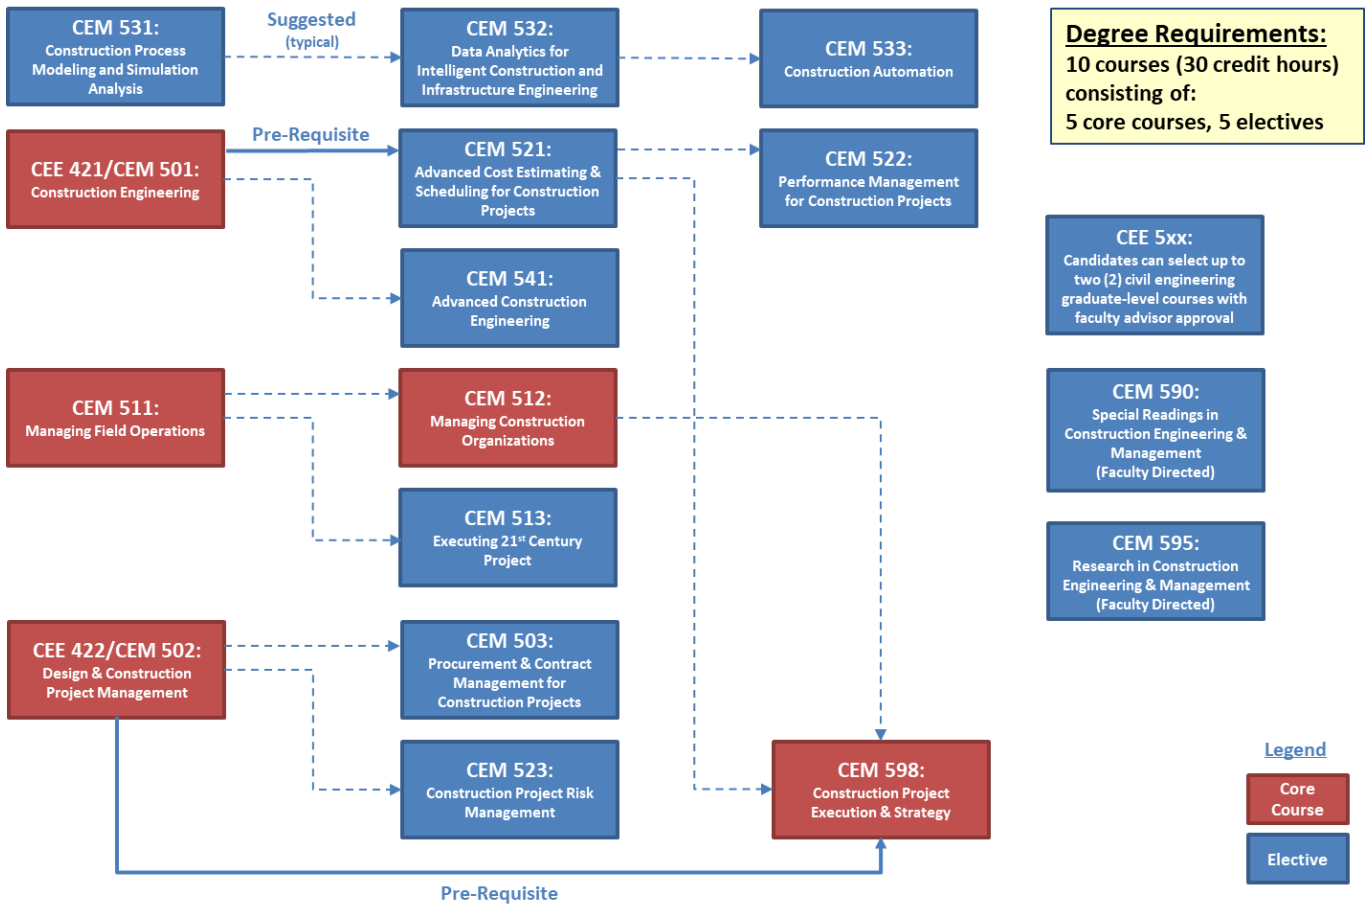 CEM 531:
Construction Process
Modeling and Simulation
Analysis
Suggested
(typical)
CEM 532:
Data Analytics for
Intelligent Construction and
Infrastructure Engineering
CEM 533:
Construction Automation
Degree Requirements:
10 courses (30 credit hours)
consisting of:
5 core courses, 5 electives
Pre-Requisite
CEE 421/CEM 501:
Construction Engineering
CEM 521:
Advanced Cost Estimating &
Scheduling for Construction
Projects
CEM 522:
Performance Management
for Construction Projects
CEE 5xx:
Candidates can select up to
two (2) civil engineering
graduate-level courses with
faculty advisor approval
CEM 541:
Advanced Construction
Engineering
CEM 511:
Managing Field Operations
CEM 512:
Managing Construction
Organizations
CEM 590:
Special Readings in
Construction Engineering &
Management
(Faculty Directed)
CEM 513:
Executing 21st Century
Project
CEM 595:
Research in Construction
Engineering & Management
(Faculty Directed)
CEE 422/CEM 502:
Design & Construction
Project Management
CEM 503:
Procurement & Contract
Management for
Construction Projects
CEM 523:
Construction Project Risk
Management
CEM 598:
Construction Project
Execution & Strategy
Legend
Core
Course
Elective
Pre-Requisite